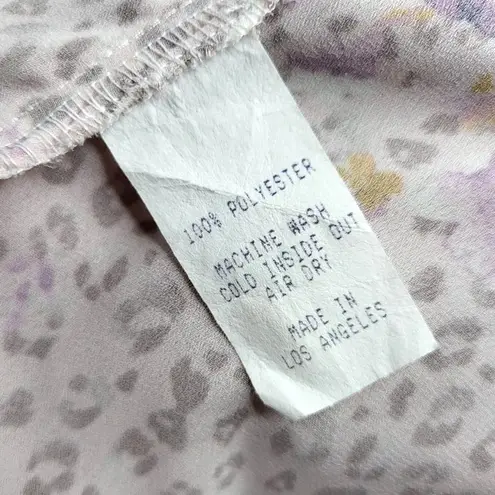 100% POLYESTER
MACHINE WASH
COLD INSIDE OUT
AIR DRY
MADE IN
LOS ANGELES